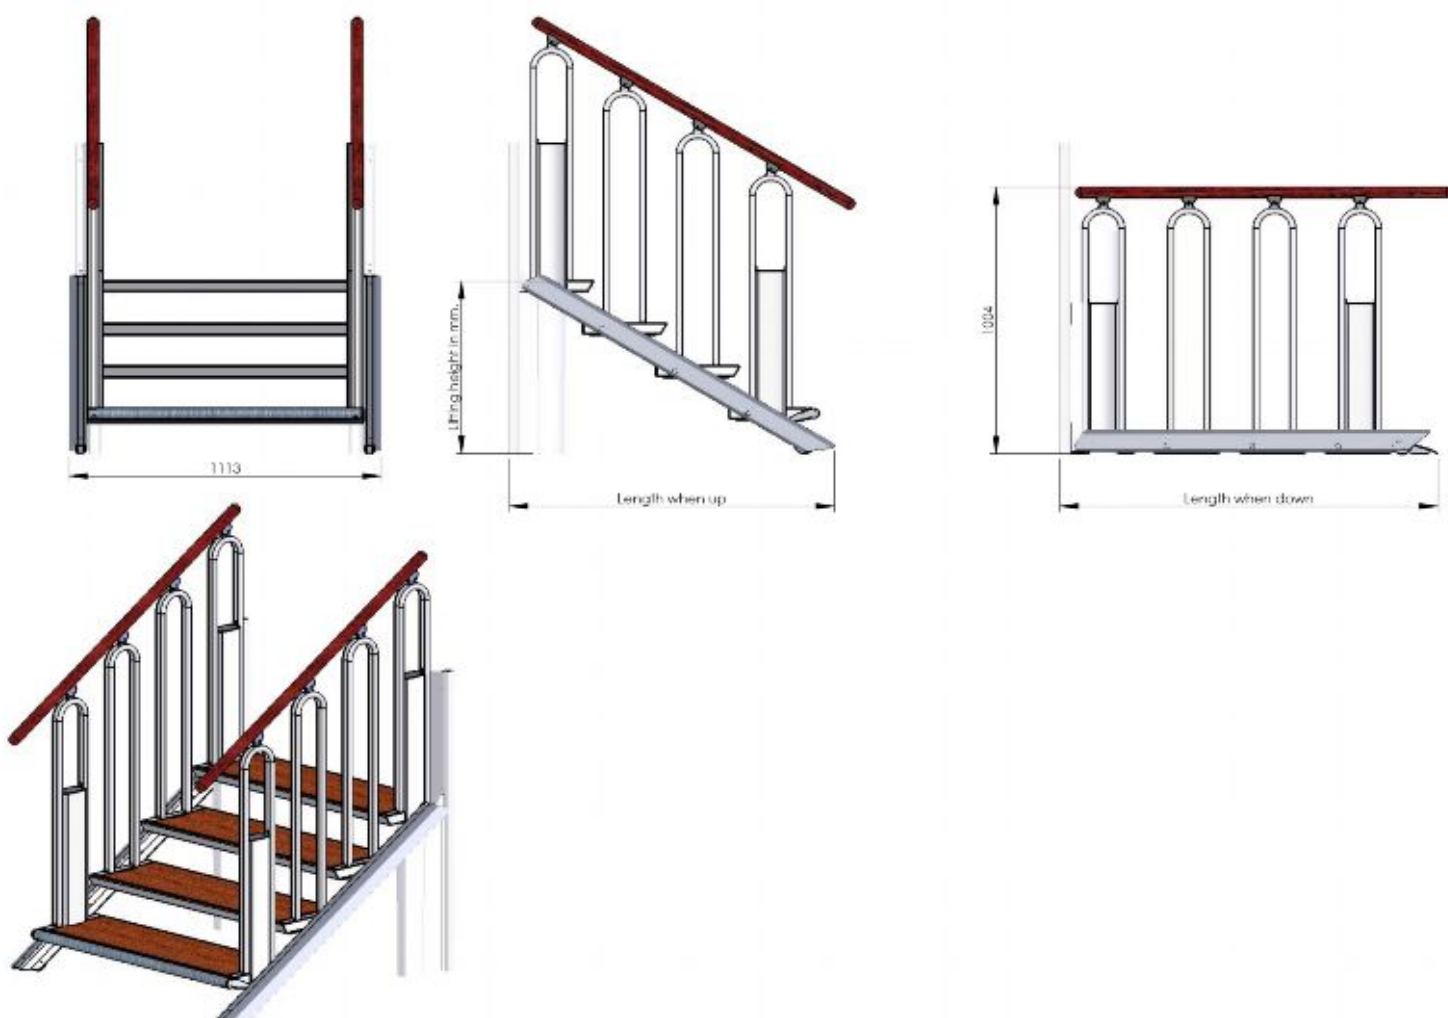 1113
Lifting height in mm.
Length when up
1004
Length when down